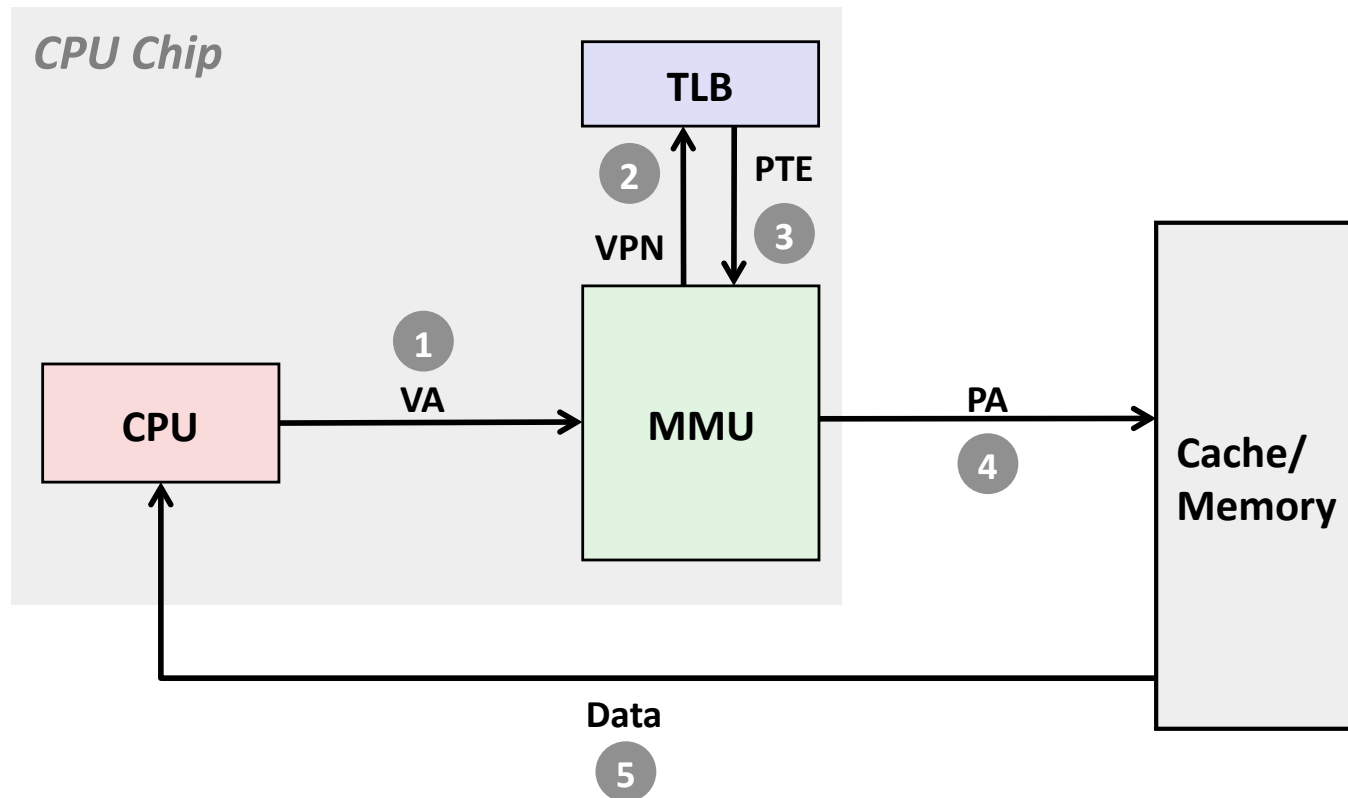 CPU Chip
TLB
2
PTE
VPN
3
1
VA
CPU
MMU
PA
4
Cache/
Memory
Data
5